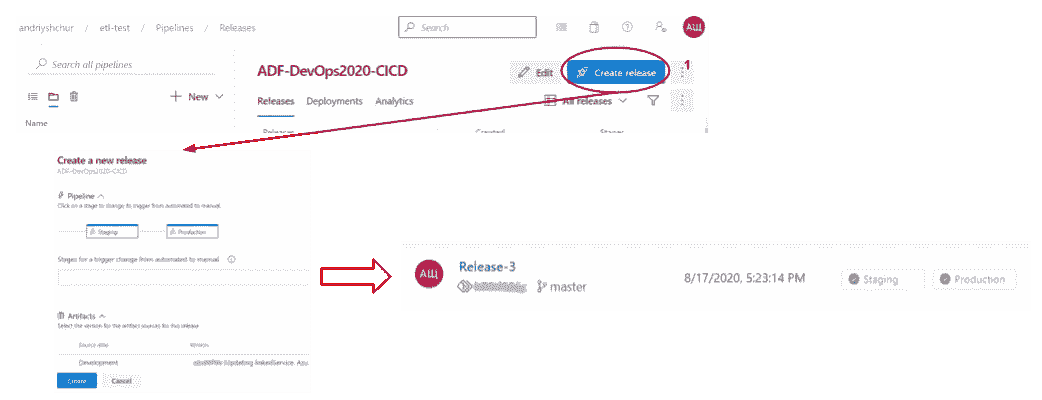 andriyshchur / etl-test / Pipelines / Releases
Search
АЩ
Search all pipelines
ADF-DevOps2020-CICD
Edit
Create release
1
New
Releases Deployments Analytics
All releases
Name
Releases Created Stages
Create a new release
ADF-DevOps2020-CICD
Pipeline
Click on a stage to change its trigger from automated to manual.
Staging
Production
Stages for a trigger change from automated to manual.
Artifacts
Select the version for the artifact sources for this release
Source alias Version
Development Updating linkedService: Azu
Create Cancel
АЩ
Release-3
master
8/17/2020, 5:23:14 PM
Staging
Production